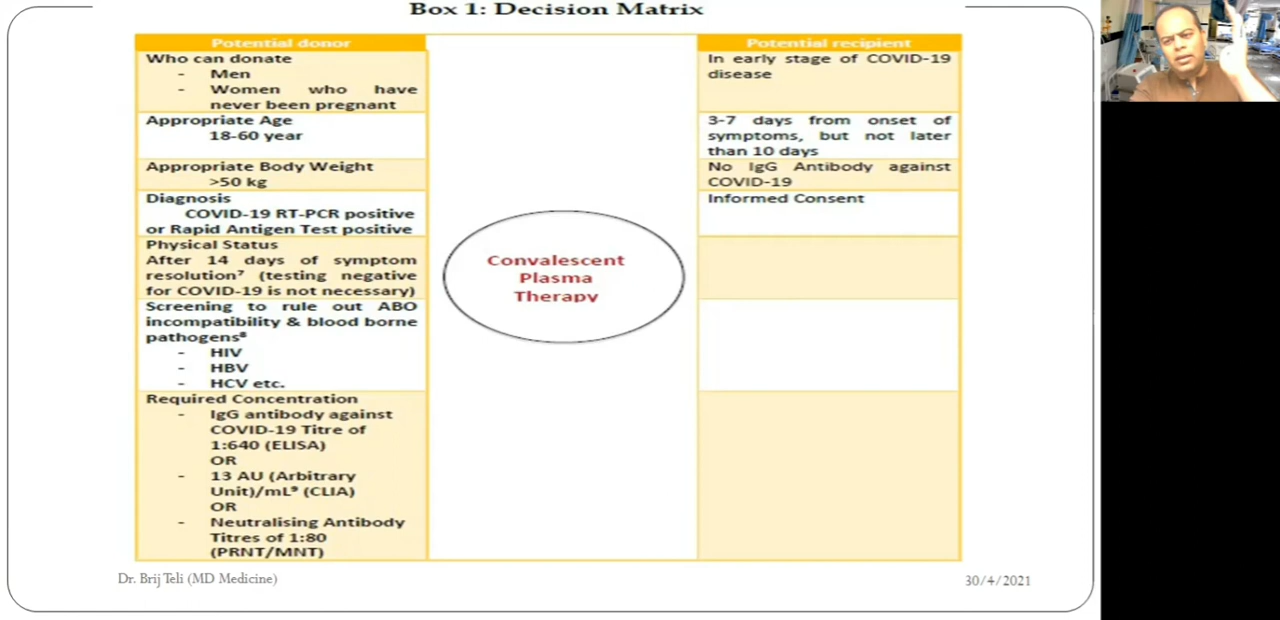 Box 1: Decision Matrix
Potential donor
Who can donate
- Men
- Women who have
never been pregnant
Appropriate Age
18-60 year
Appropriate Body Weight
>50 kg
Diagnosis
COVID-19 RT-PCR positive
or Rapid Antigen Test positive
Physical Status
After 14 days of symptom
resolution⁷ (testing negative
for COVID-19 is not necessary)
Screening to rule out ABO
incompatibility & blood borne
pathogens⁸
- HIV
- HBV
- HCV etc.
Required Concentration
- IgG antibody against
COVID-19 Titre of
1:640 (ELISA)
OR
- 13 AU (Arbitrary
Unit)/mL⁹ (CLIA)
OR
- Neutralising Antibody
Titres of 1:80
(PRNT/MNT)
Convalescent
Plasma
Therapy
Potential recipient
In early stage of COVID-19
disease
3-7 days from onset of
symptoms, but not later
than 10 days
No IgG Antibody against
COVID-19
Informed Consent
Dr. Brij Teli (MD Medicine)
30/4/2021